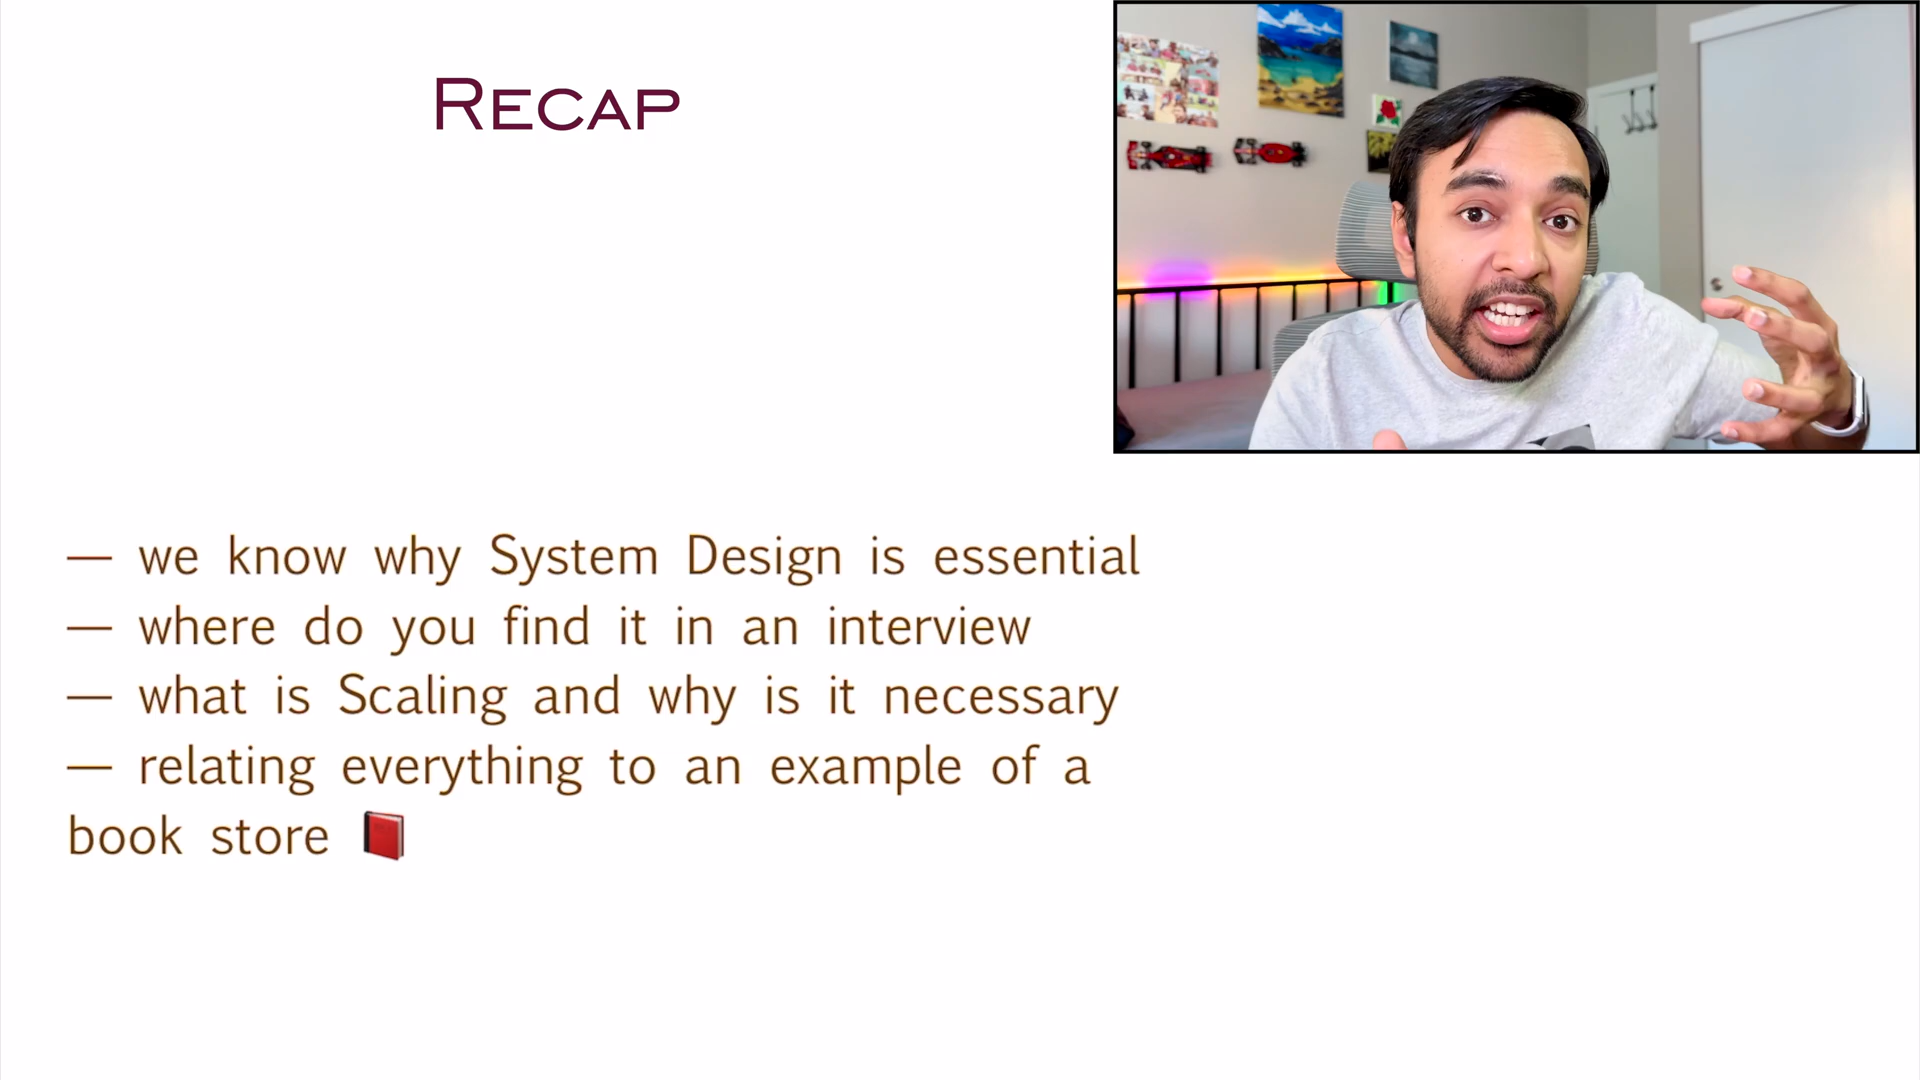 Recap
— we know why System Design is essential
— where do you find it in an interview
— what is Scaling and why is it necessary
— relating everything to an example of a
book store 📕